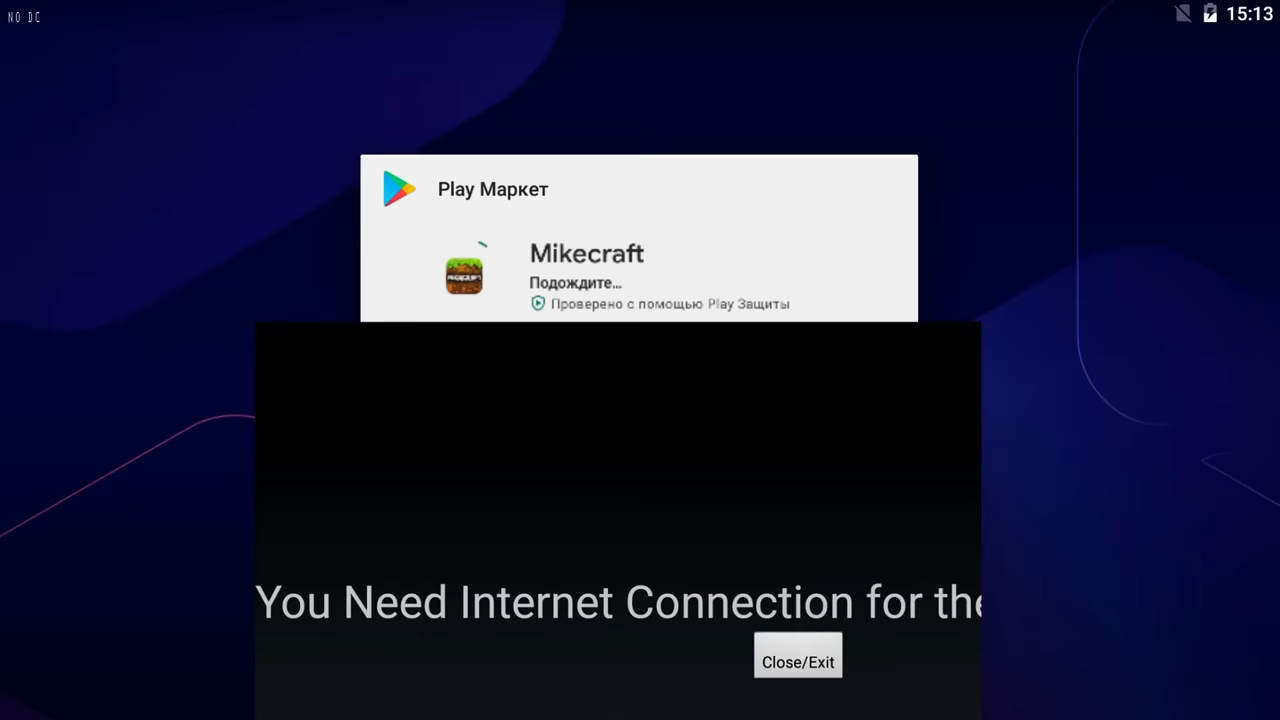 NO DC
15:13
Play Маркет
Mikecraft
Подождите…
Проверено с помощью Play Защиты
You Need Internet Connection for the
Close/Exit